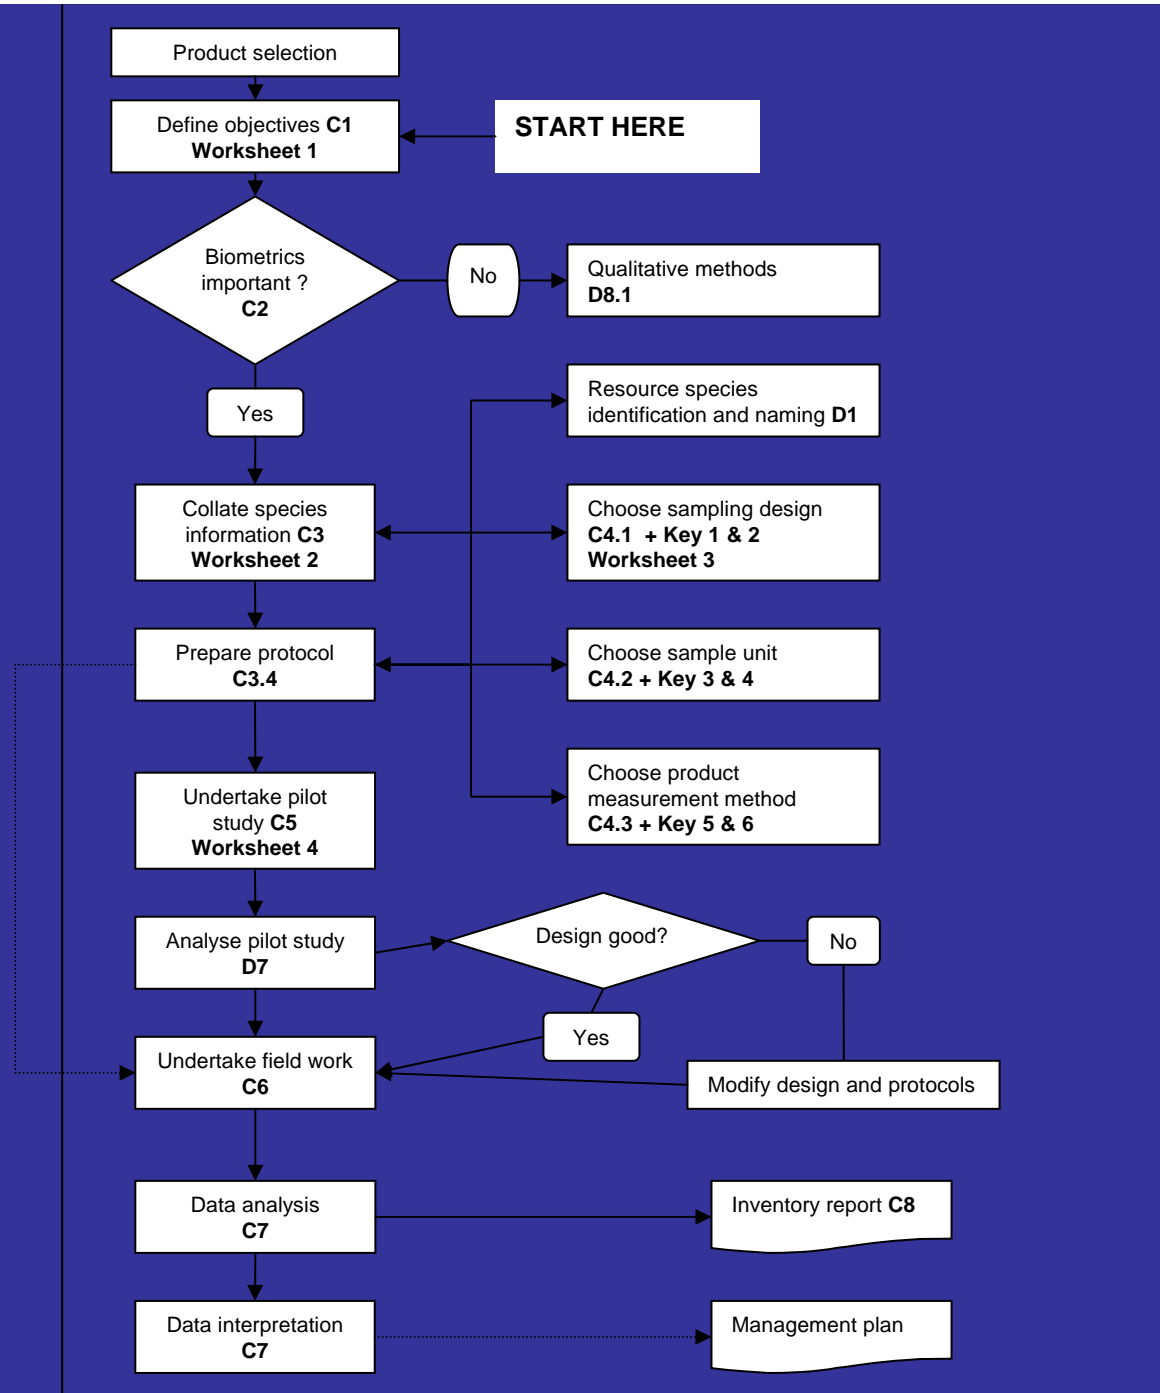 Product selection
Define objectives C1
Worksheet 1
START HERE
Biometrics
important ?
C2
No
Qualitative methods
D8.1
Yes
Resource species
identification and naming D1
Collate species
information C3
Worksheet 2
Choose sampling design
C4.1 + Key 1 & 2
Worksheet 3
Prepare protocol
C3.4
Choose sample unit
C4.2 + Key 3 & 4
Choose product
measurement method
C4.3 + Key 5 & 6
Undertake pilot
study C5
Worksheet 4
Analyse pilot study
D7
Design good?
No
Yes
Undertake field work
C6
Modify design and protocols
Data analysis
C7
Inventory report C8
Data interpretation
C7
Management plan